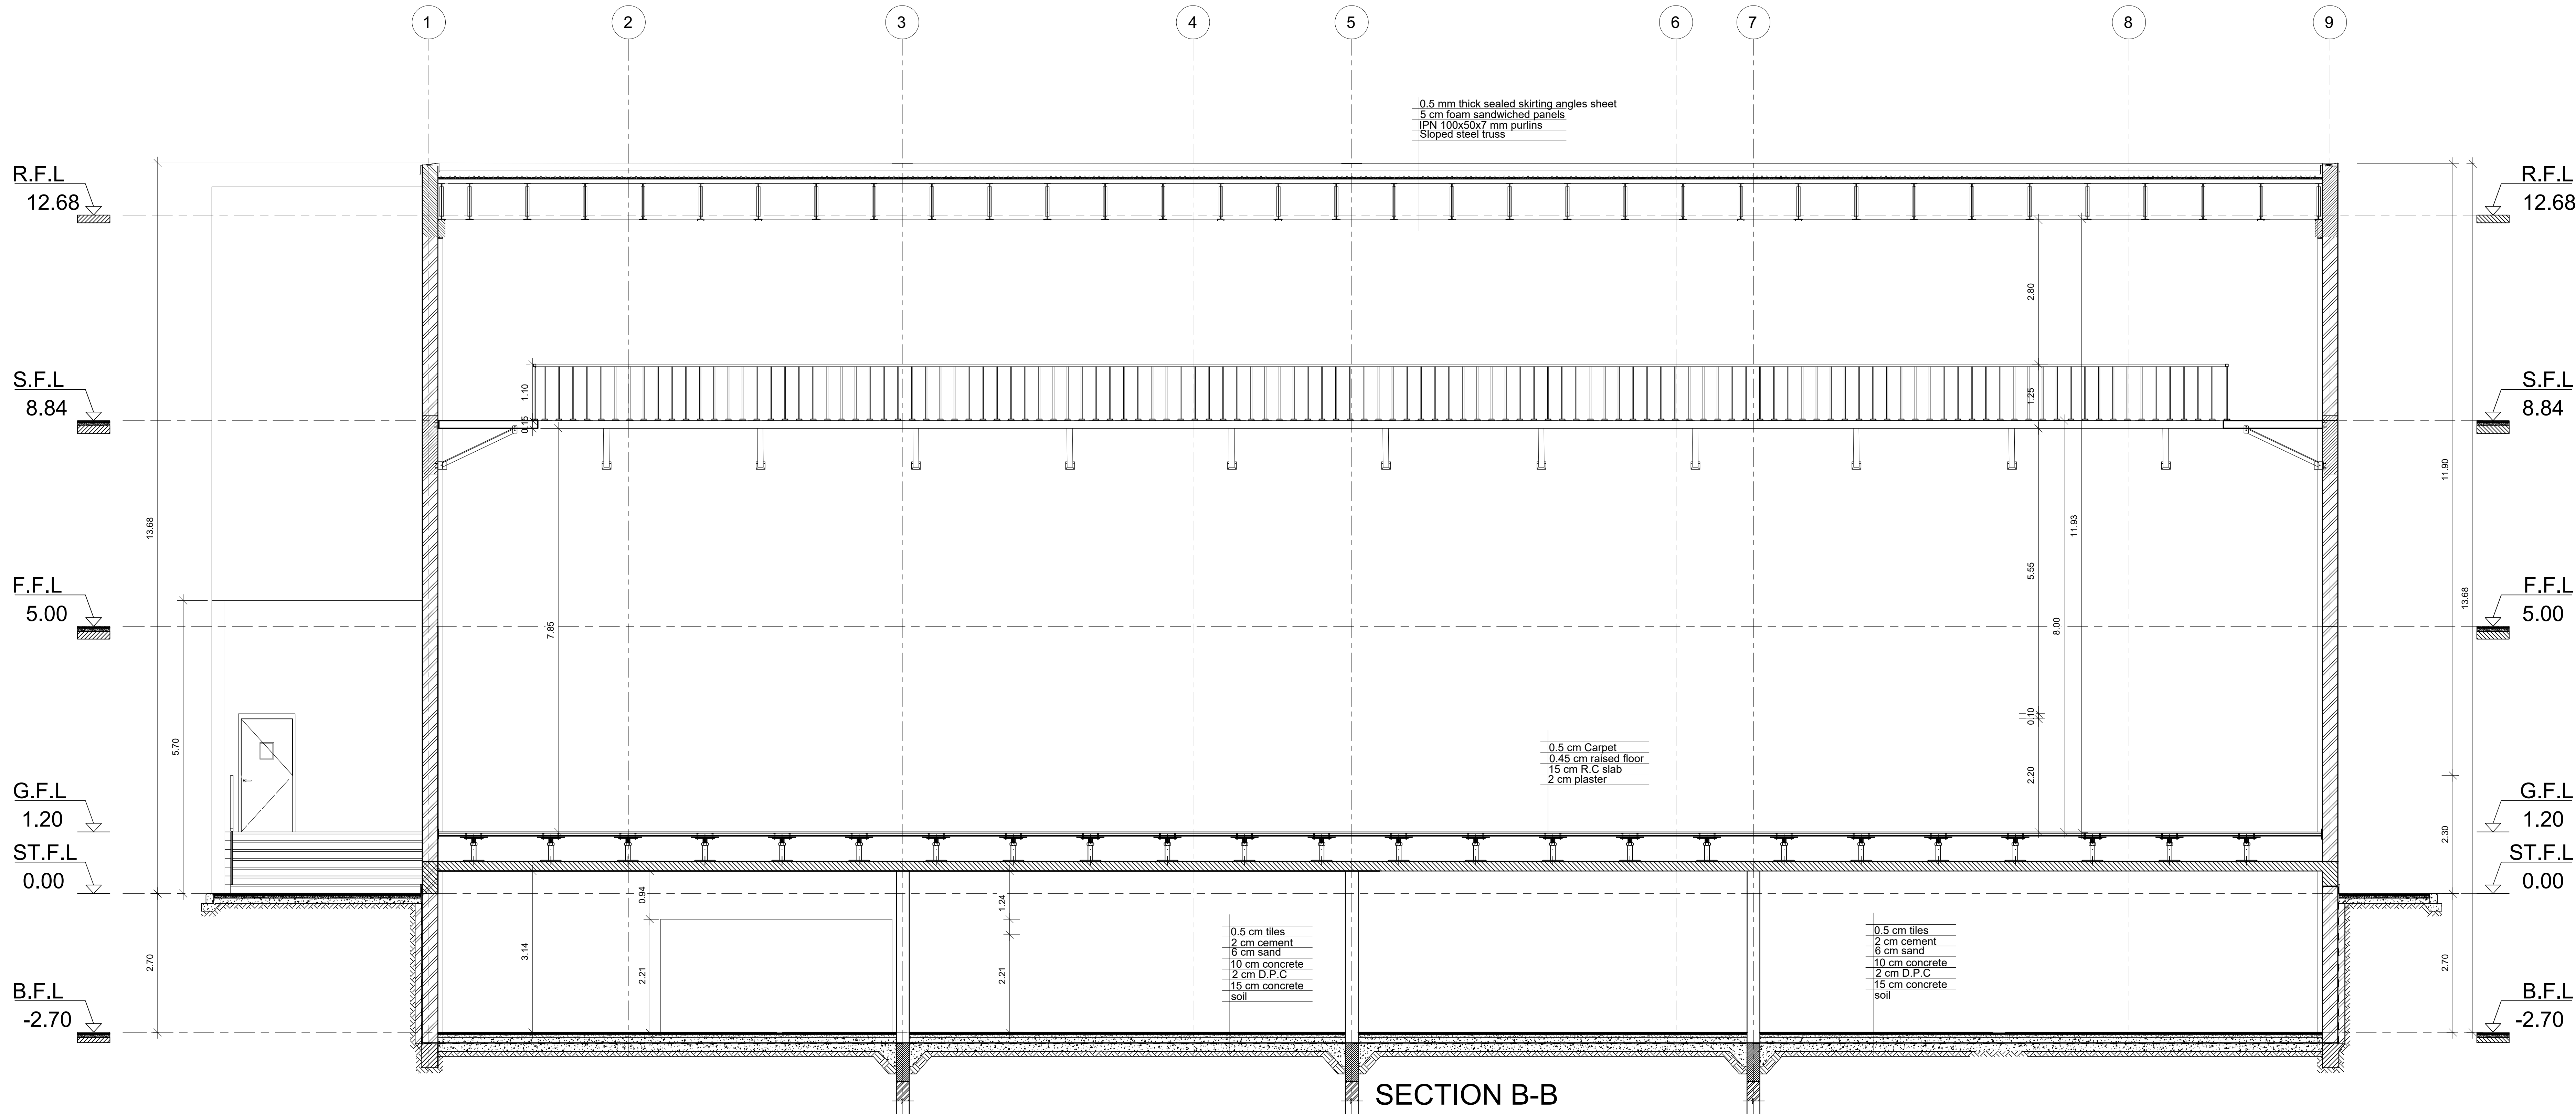 1 2 3 4 5 6 7 8 9
0.5 mm thick sealed skirting angles sheet
5 cm foam sandwiched panels
IPN 100x50x7 mm purlins
Sloped steel truss
R.F.L
12.68
R.F.L
12.68
2.80
S.F.L
8.84
1.10
0.15
1.25
S.F.L
8.84
11.90
13.68
11.93
5.55
13.68
F.F.L
5.00
7.85
8.00
F.F.L
5.00
5.70
0.10
0.5 cm Carpet
0.45 cm raised floor
15 cm R.C slab
2 cm plaster
2.20
G.F.L
1.20
G.F.L
1.20
2.30
ST.F.L
0.00
ST.F.L
0.00
0.94
1.24
3.14
2.21
2.21
0.5 cm tiles
2 cm cement
6 cm sand
10 cm concrete
2 cm D.P.C
15 cm concrete
soil
0.5 cm tiles
2 cm cement
6 cm sand
10 cm concrete
2 cm D.P.C
15 cm concrete
soil
2.70
2.70
B.F.L
-2.70
B.F.L
-2.70
SECTION B-B